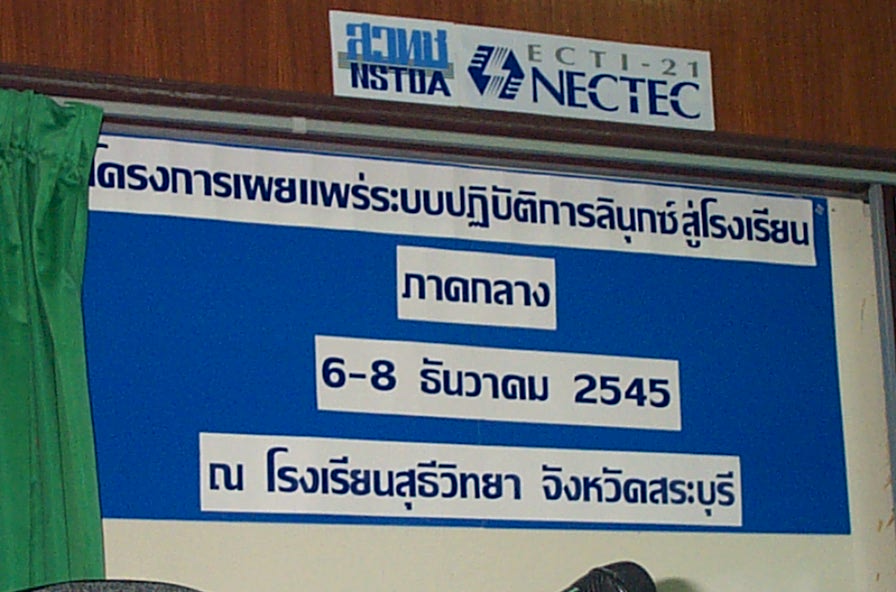 สวทช
NSTDA
ECTI-21
NECTEC
โครงการเผยแพร่ระบบปฏิบัติการลินุกซ์สู่โรงเรียน
ภาคกลาง
6-8 ธันวาคม 2545
ณ โรงเรียนสุธีวิทยา จังหวัดสระบุรี